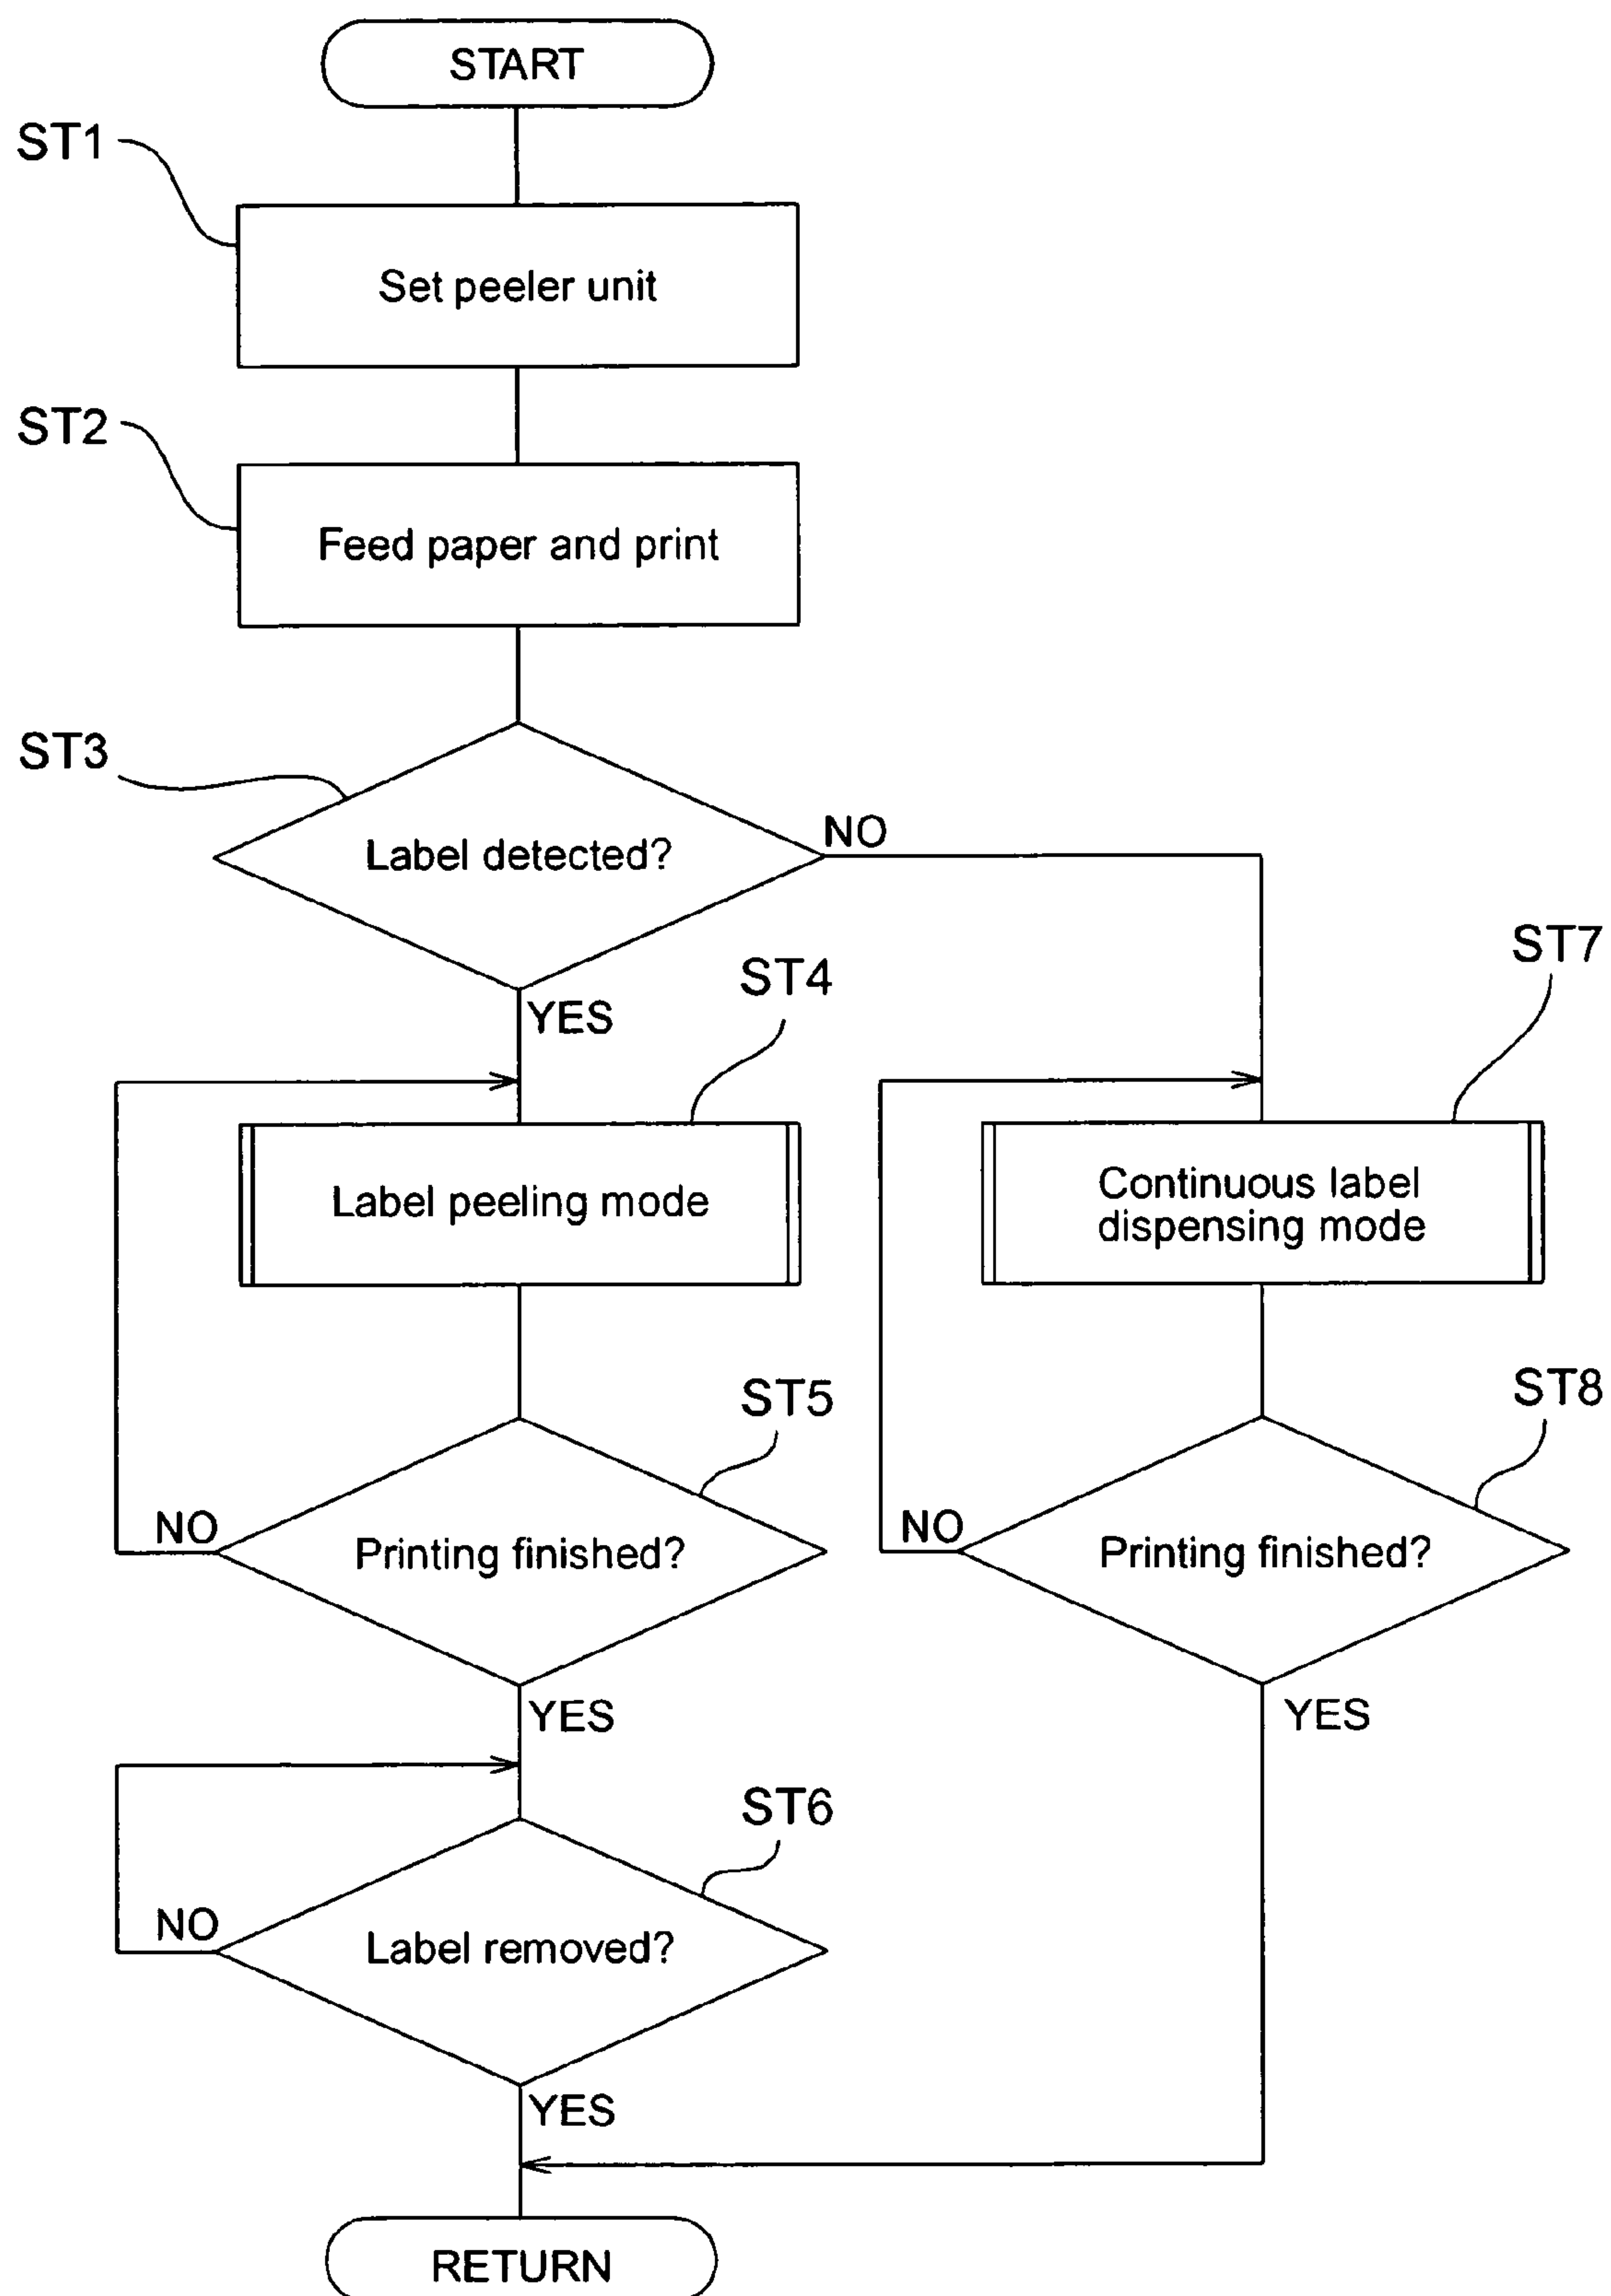 START
ST1
Set peeler unit
ST2
Feed paper and print
ST3
Label detected?
NO
YES
ST4
ST7
Label peeling mode
Continuous label
dispensing mode
ST5
ST8
NO
Printing finished?
NO
Printing finished?
YES
YES
ST6
NO
Label removed?
YES
RETURN